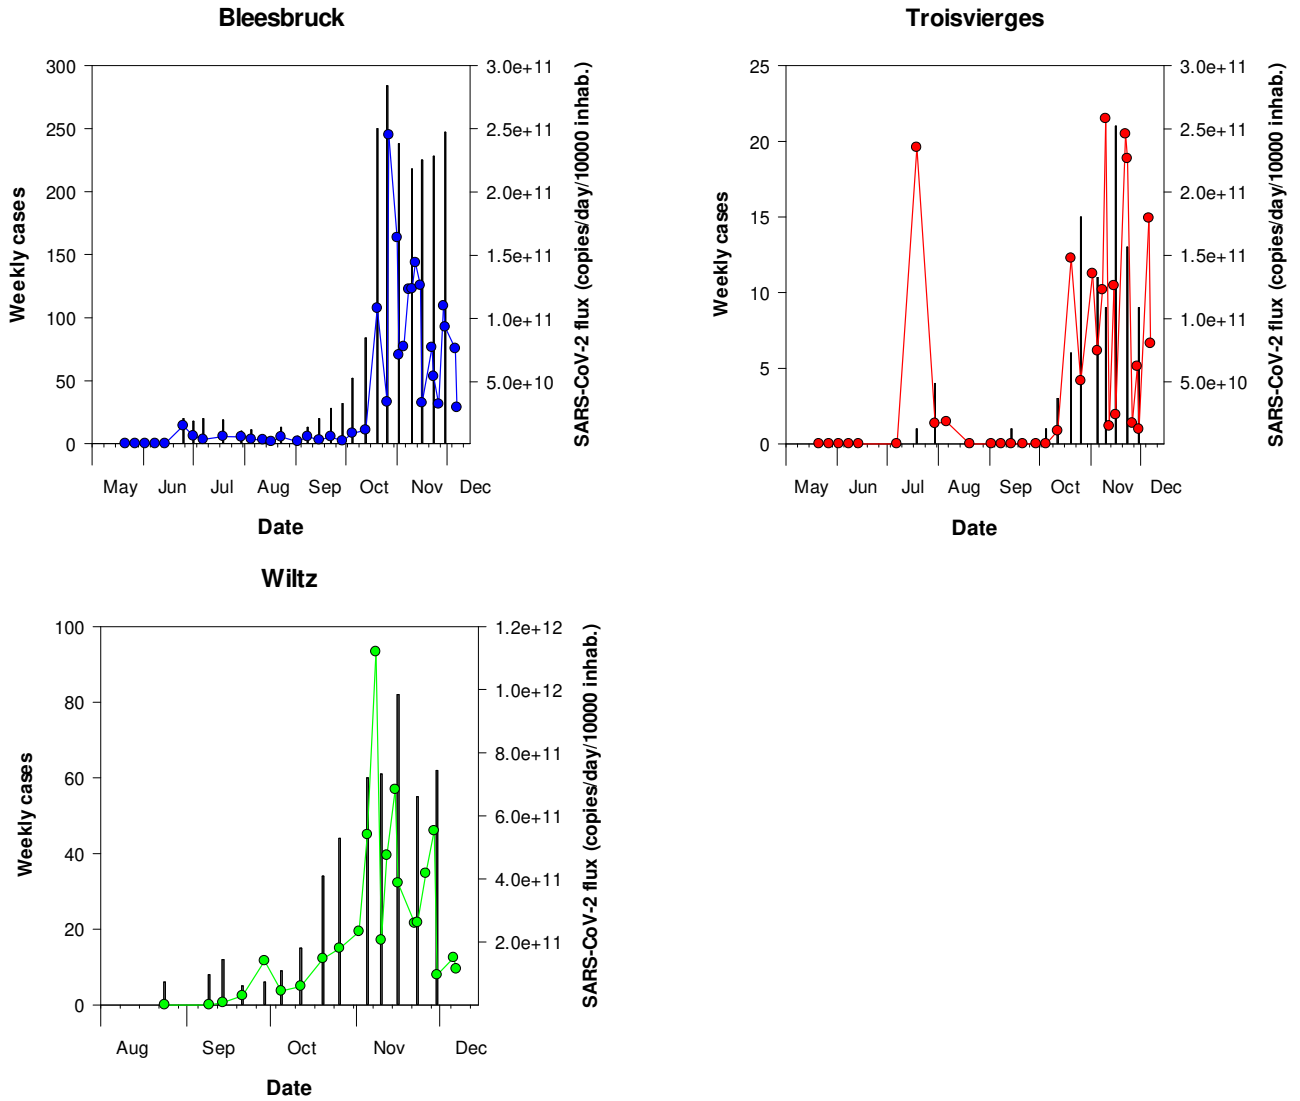 Bleesbruck
300
250
200
150
100
50
0
Weekly cases
3.0e+11
2.5e+11
2.0e+11
1.5e+11
1.0e+11
5.0e+10
SARS-CoV-2 flux (copies/day/10000 inhab.)
May Jun Jul Aug Sep Oct Nov Dec
Date
Troisvierges
25
20
15
10
5
0
Weekly cases
3.0e+11
2.5e+11
2.0e+11
1.5e+11
1.0e+11
5.0e+10
SARS-CoV-2 flux (copies/day/10000 inhab.)
May Jun Jul Aug Sep Oct Nov Dec
Date
Wiltz
100
80
60
40
20
0
Weekly cases
1.2e+12
1.0e+12
8.0e+11
6.0e+11
4.0e+11
2.0e+11
SARS-CoV-2 flux (copies/day/10000 inhab.)
Aug Sep Oct Nov Dec
Date